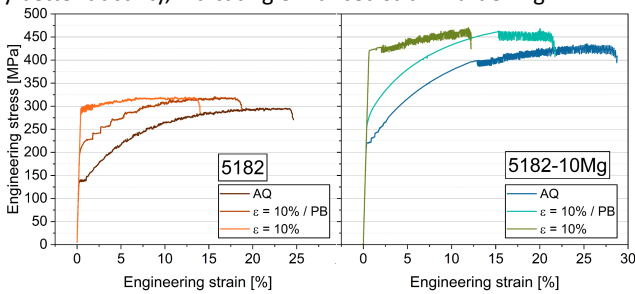 Engineering stress [MPa]
500
450
400
350
300
250
200
150
100
50
0
5182
AQ
ε = 10% / PB
ε = 10%
0 5 10 15 20 25
Engineering strain [%]
5182-10Mg
AQ
ε = 10% / PB
ε = 10%
0 5 10 15 20 25 30
Engineering strain [%]